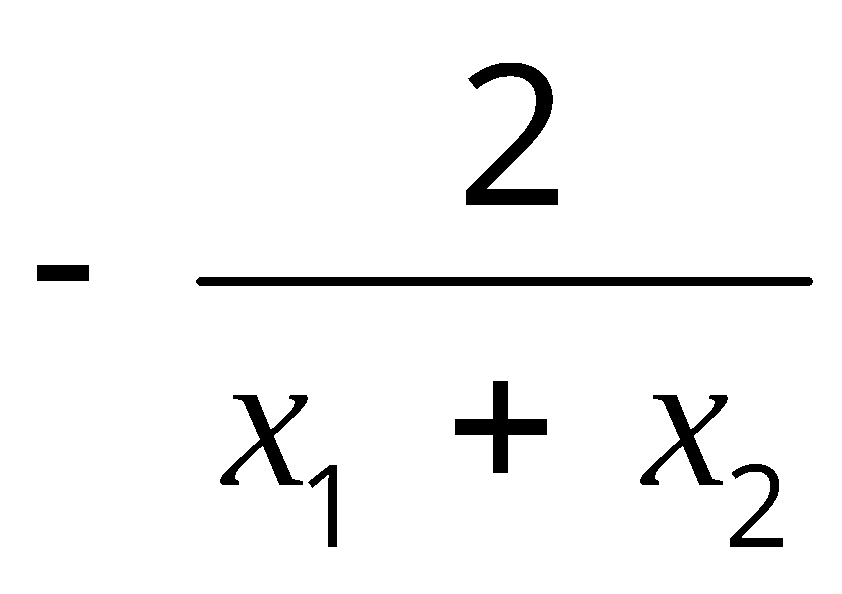 - 2
x₁ + x₂